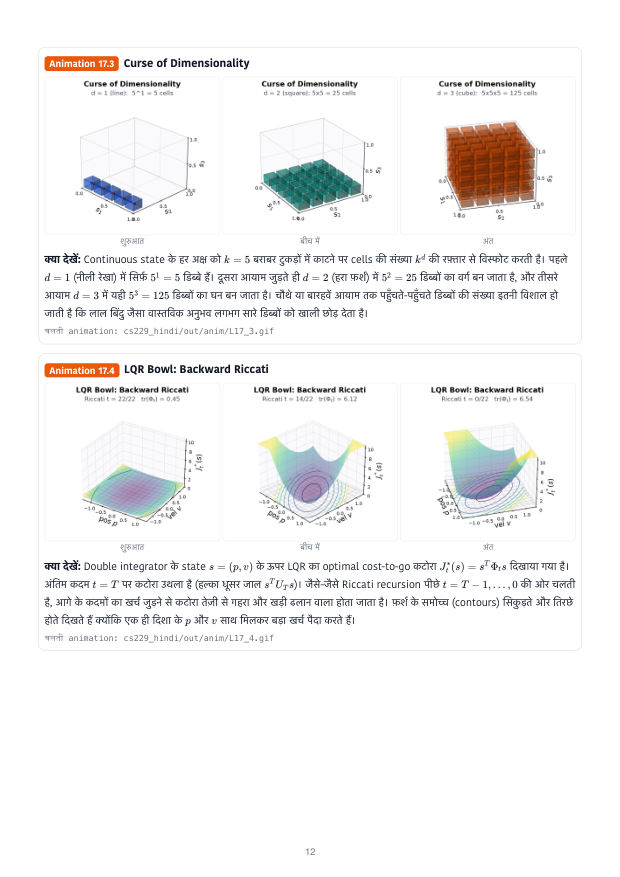 Animation 17.3 Curse of Dimensionality
Curse of Dimensionality
d = 1 (line): 5^1 = 5 cells
Curse of Dimensionality
d = 2 (square): 5x5 = 25 cells
Curse of Dimensionality
d = 3 (cube): 5x5x5 = 125 cells
शुरुआत
बीच में
अंत
क्या देखें: Continuous state के हर अक्ष को k = 5 बराबर टुकड़ों में काटने पर cells की संख्या k^d की रफ़्तार से विस्फोट करती है। पहले
d = 1 (नीली रेखा) में सिर्फ़ 5^1 = 5 डिब्बे हैं। दूसरा आयाम जुड़ते ही d = 2 (हरा फ़र्श) में 5^2 = 25 डिब्बों का वर्ग बन जाता है, और तीसरे
आयाम d = 3 में यही 5^3 = 125 डिब्बों का घन बन जाता है। चौथे या बारहवें आयाम तक पहुँचते-पहुँचते डिब्बों की संख्या इतनी विशाल हो
जाती है कि लाल बिंदु जैसा वास्तविक अनुभव लगभग सारे डिब्बों को खाली छोड़ देता है।
चलती animation: cs229_hindi/out/anim/L17_3.gif
Animation 17.4 LQR Bowl: Backward Riccati
LQR Bowl: Backward Riccati
Riccati t = 22/22 tr(Φₜ) = 0.45
LQR Bowl: Backward Riccati
Riccati t = 14/22 tr(Φₜ) = 6.12
LQR Bowl: Backward Riccati
Riccati t = 0/22 tr(Φₜ) = 6.54
शुरुआत
बीच में
अंत
क्या देखें: Double integrator के state s = (p, v) के ऊपर LQR का optimal cost-to-go कटोरा J_t^*(s) = s^T Φ_t s दिखाया गया है।
अंतिम कदम t = T पर कटोरा उथला है (हल्का धूसर जाल s^T U_T s)। जैसे-जैसे Riccati recursion पीछे t = T − 1, . . . , 0 की ओर चलती
है, आगे के कदमों का खर्च जुड़ने से कटोरा तेज़ी से गहरा और खड़ी ढलान वाला होता जाता है। फ़र्श के समोच्च (contours) सिकुड़ते और तिरछे
होते दिखते हैं क्योंकि एक ही दिशा के p और v साथ मिलकर बड़ा खर्च पैदा करते हैं।
चलती animation: cs229_hindi/out/anim/L17_4.gif
12